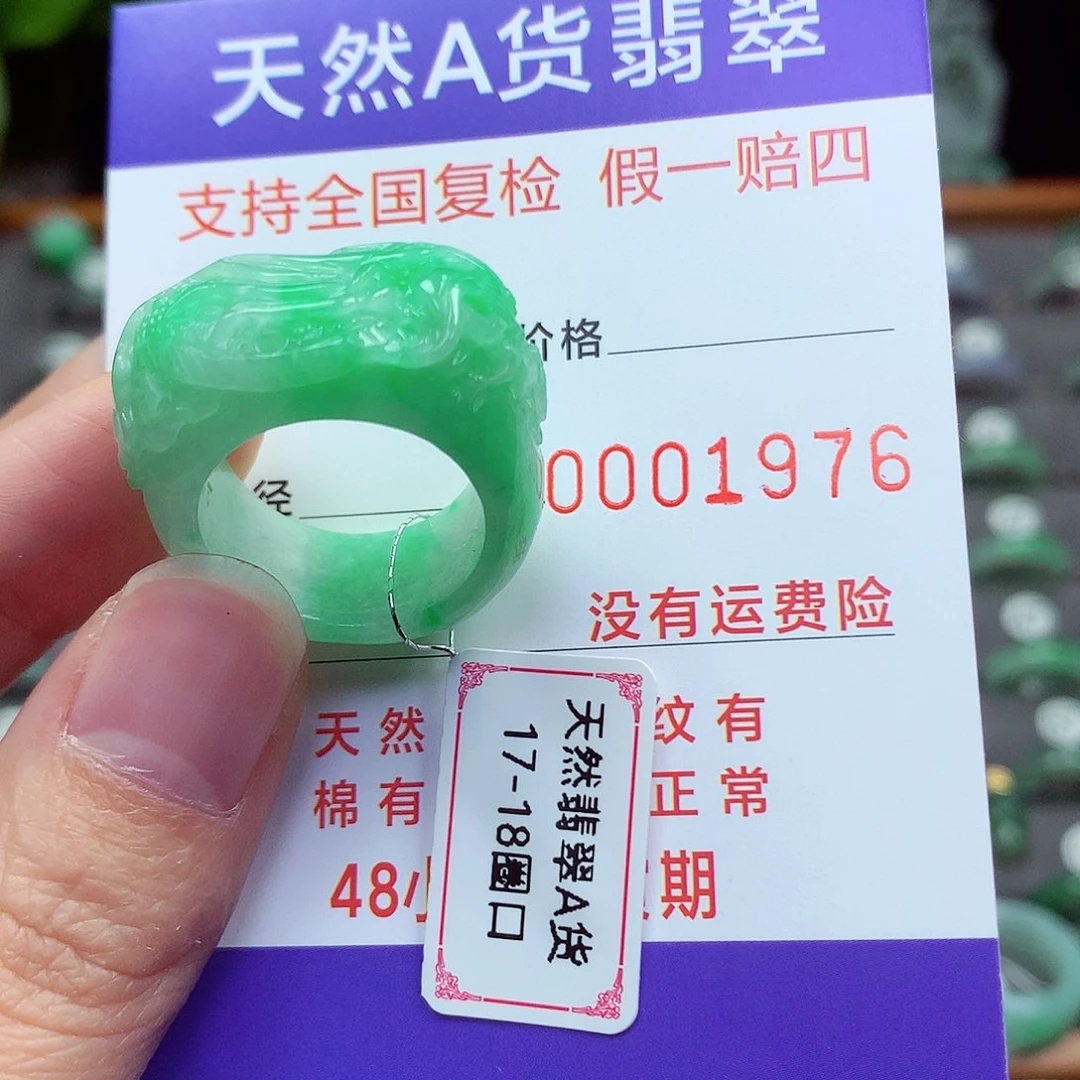 天然A货翡翠
支持全国复检 假一赔四
价格
径
0001976
没有运费险
天然 纹有
棉有 正常
48小 期
天然翡翠A货
17-18圈口